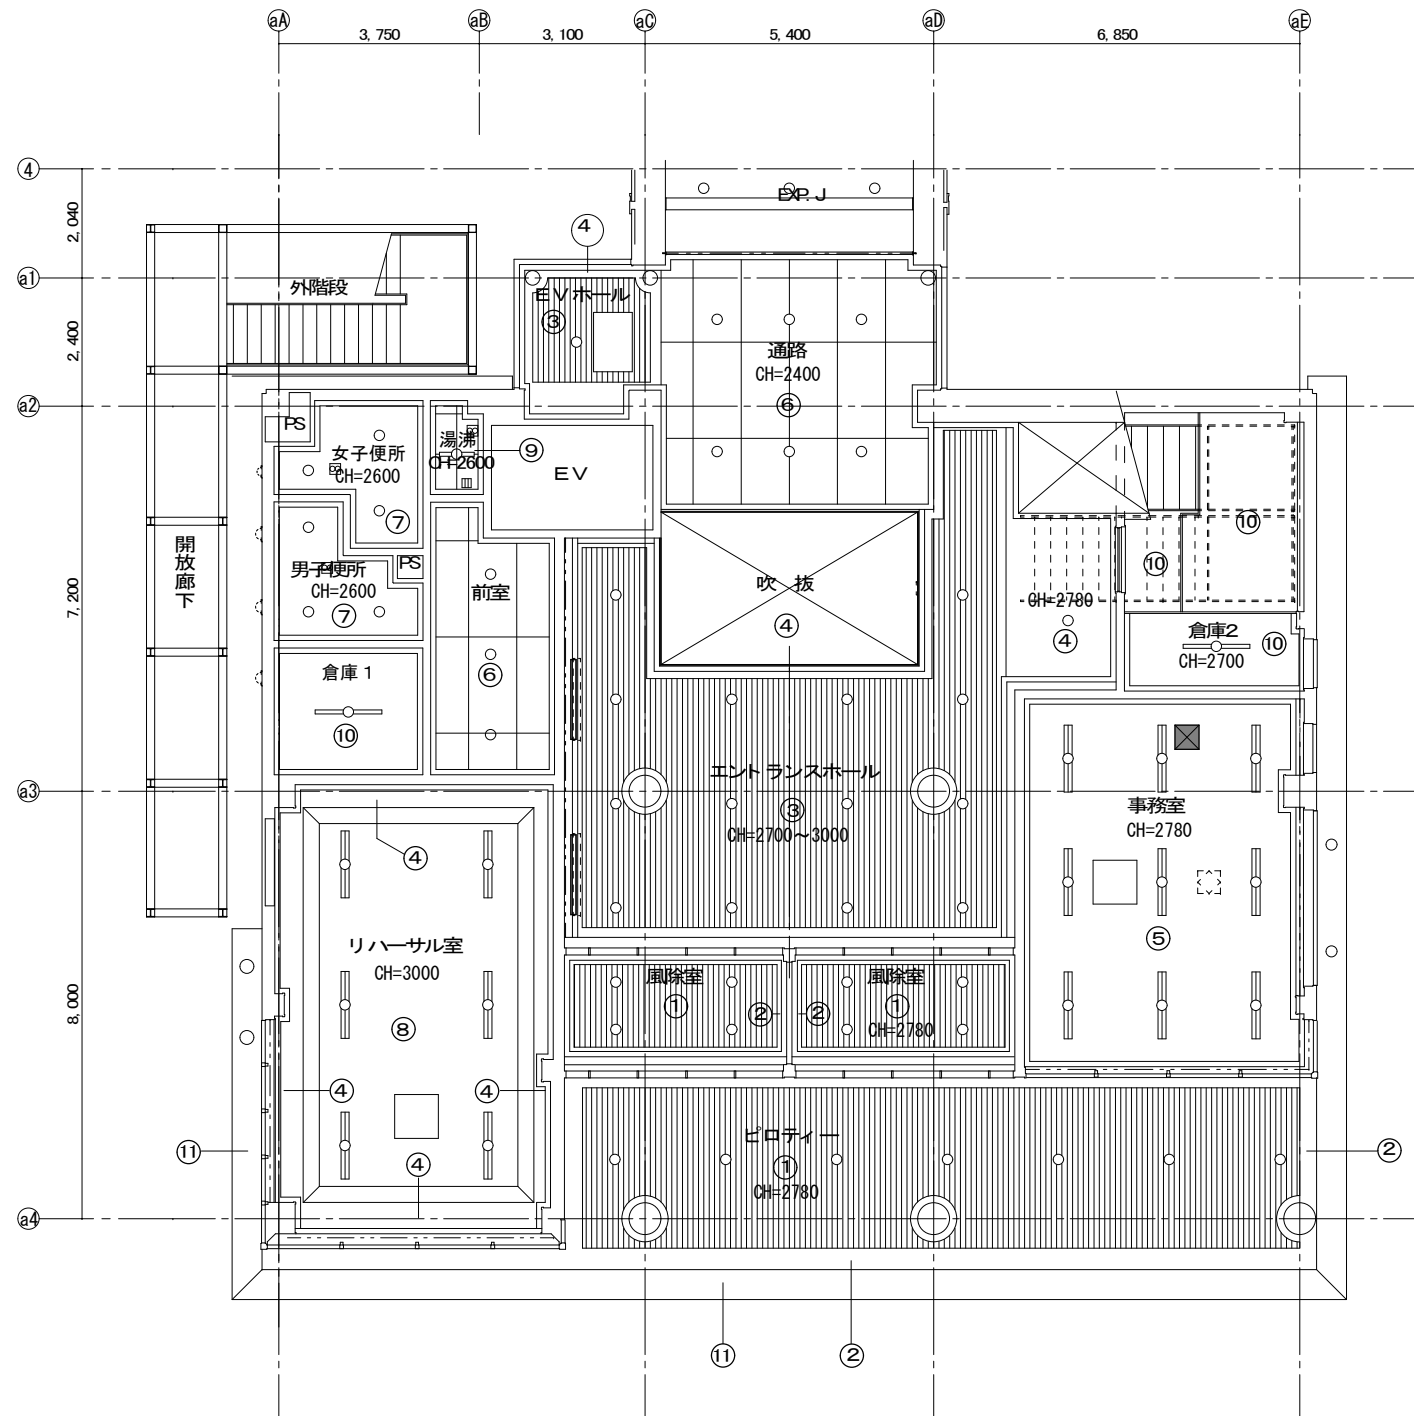 aA aB aC aD aE
3,750 3,100 5,400 6,850
4
EXP.J
2,040
4
a1
外階段
EVホール
③
2,400
通路
CH=2400
⑥
a2
PS
女子便所
CH=2600
⑦
湯沸
CH=2600
⑨
EV
⑩
⑩
開放廊下
男子便所
CH=2600
⑦
PS
前室
⑥
吹抜
④
CH=2780
④
倉庫2
CH=2700
⑩
7,200
倉庫1
⑩
a3
エントランスホール
③
CH=2700～3000
事務室
CH=2780
⑤
④
リハーサル室
CH=3000
⑧
風除室
①
②
②
風除室
①
CH=2780
8,000
④
④
④
⑪
ピロティー
①
CH=2780
②
a4
⑪
②